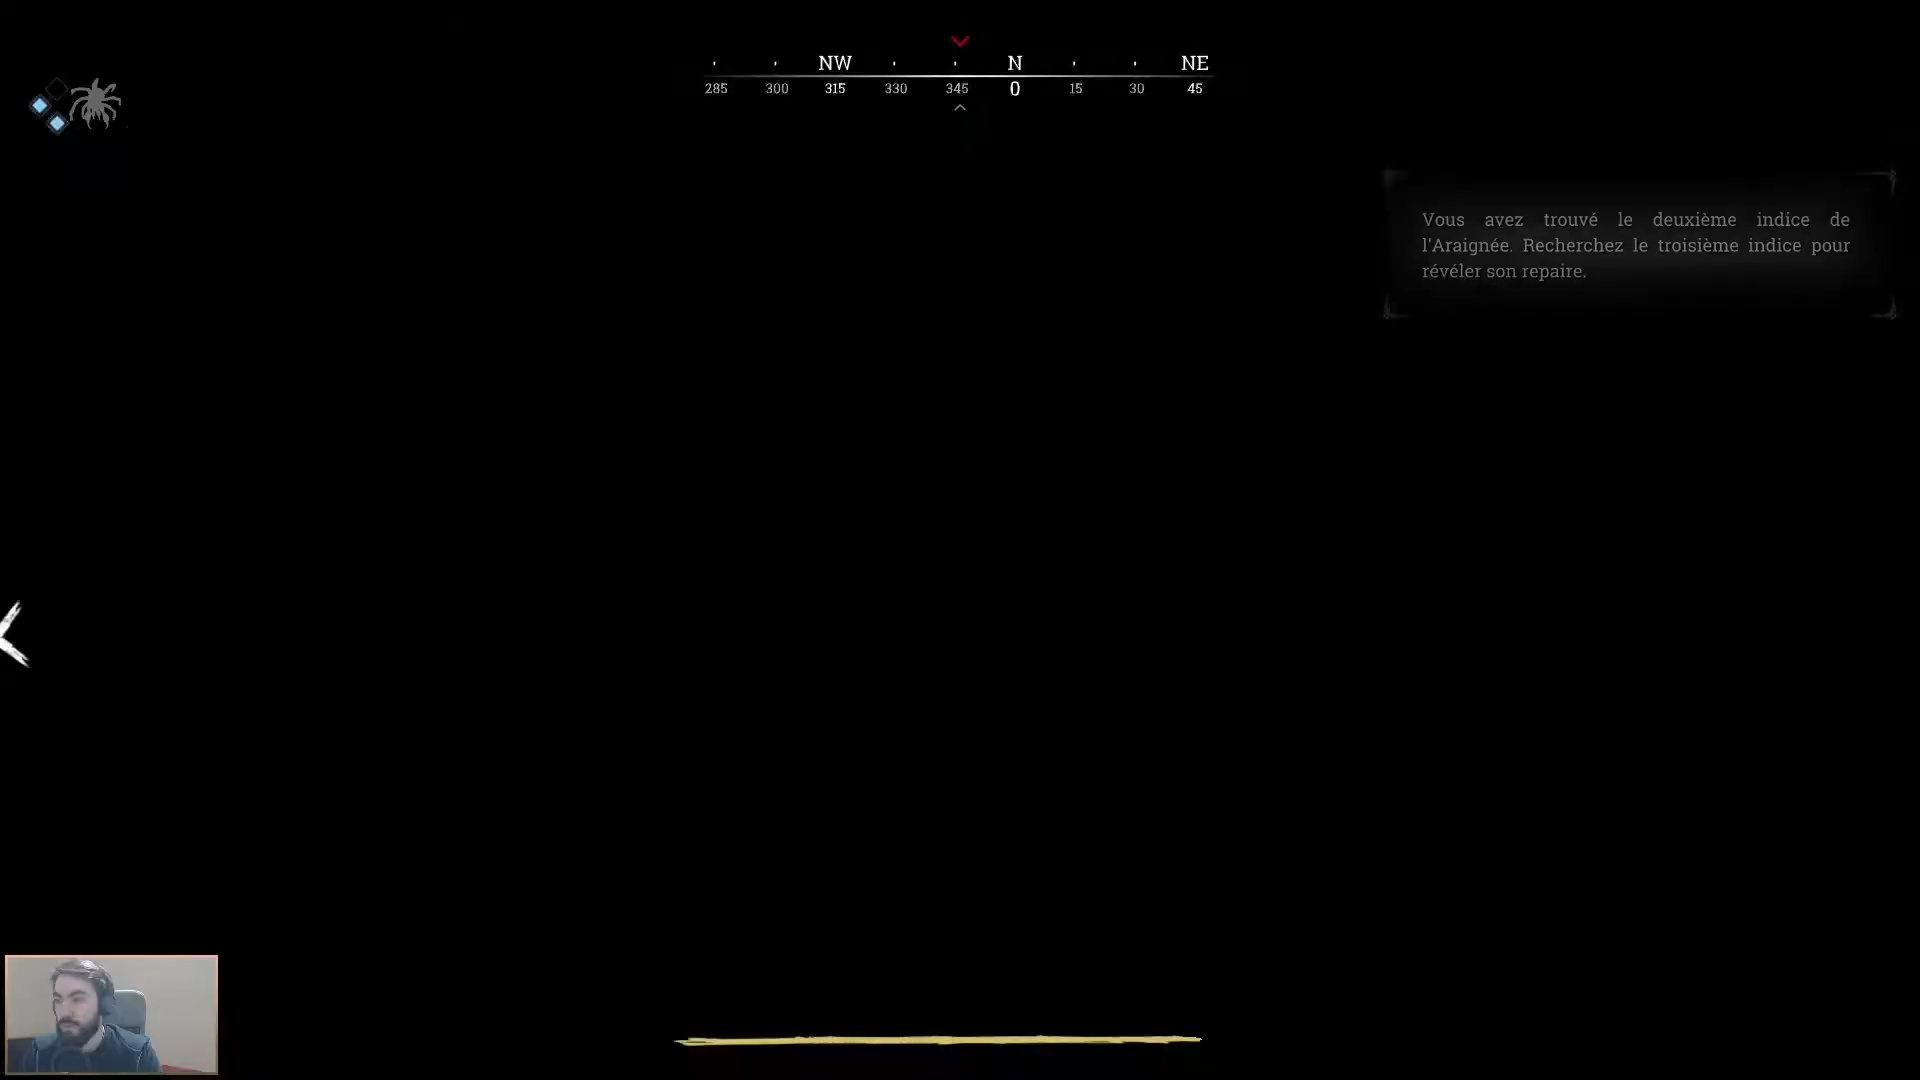 NW N NE
285 300 315 330 345 0 15 30 45
Vous avez trouvé le deuxième indice de
l'Araignée. Recherchez le troisième indice pour
révéler son repaire.